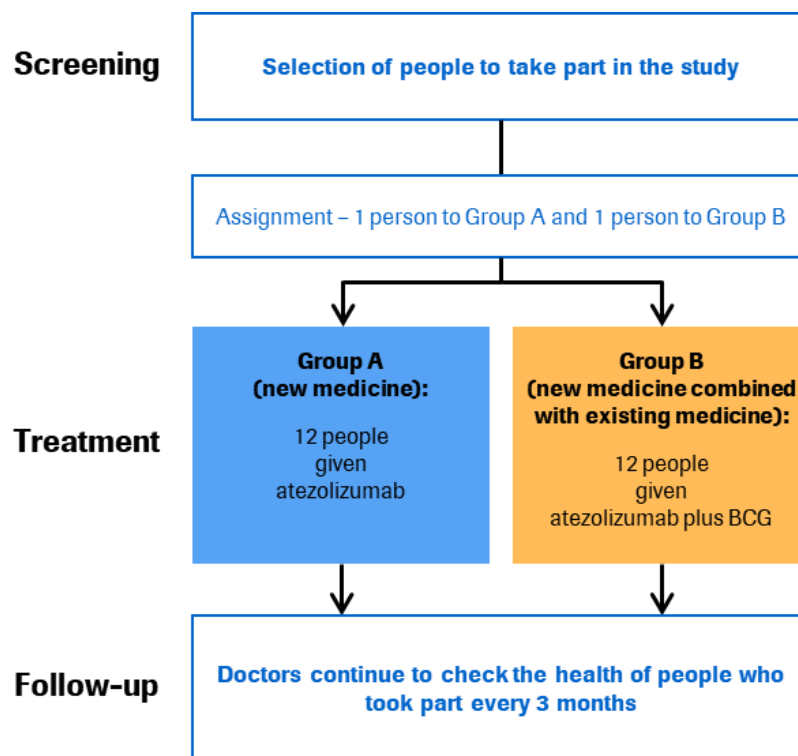 Screening
Selection of people to take part in the study
Assignment – 1 person to Group A and 1 person to Group B
Treatment
Group A
(new medicine):
12 people
given
atezolizumab
Group B
(new medicine combined
with existing medicine):
12 people
given
atezolizumab plus BCG
Follow-up
Doctors continue to check the health of people who
took part every 3 months